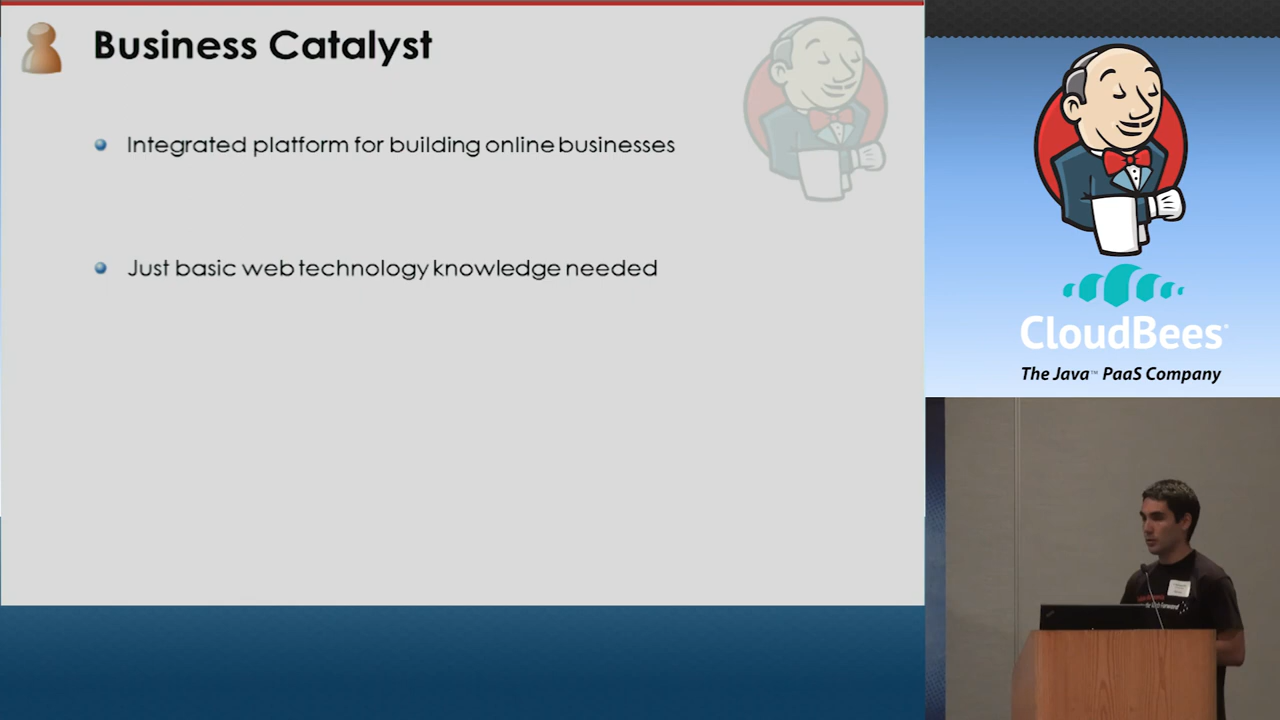 Business Catalyst
Integrated platform for building online businesses
Just basic web technology knowledge needed
CloudBees
The Java™ PaaS Company